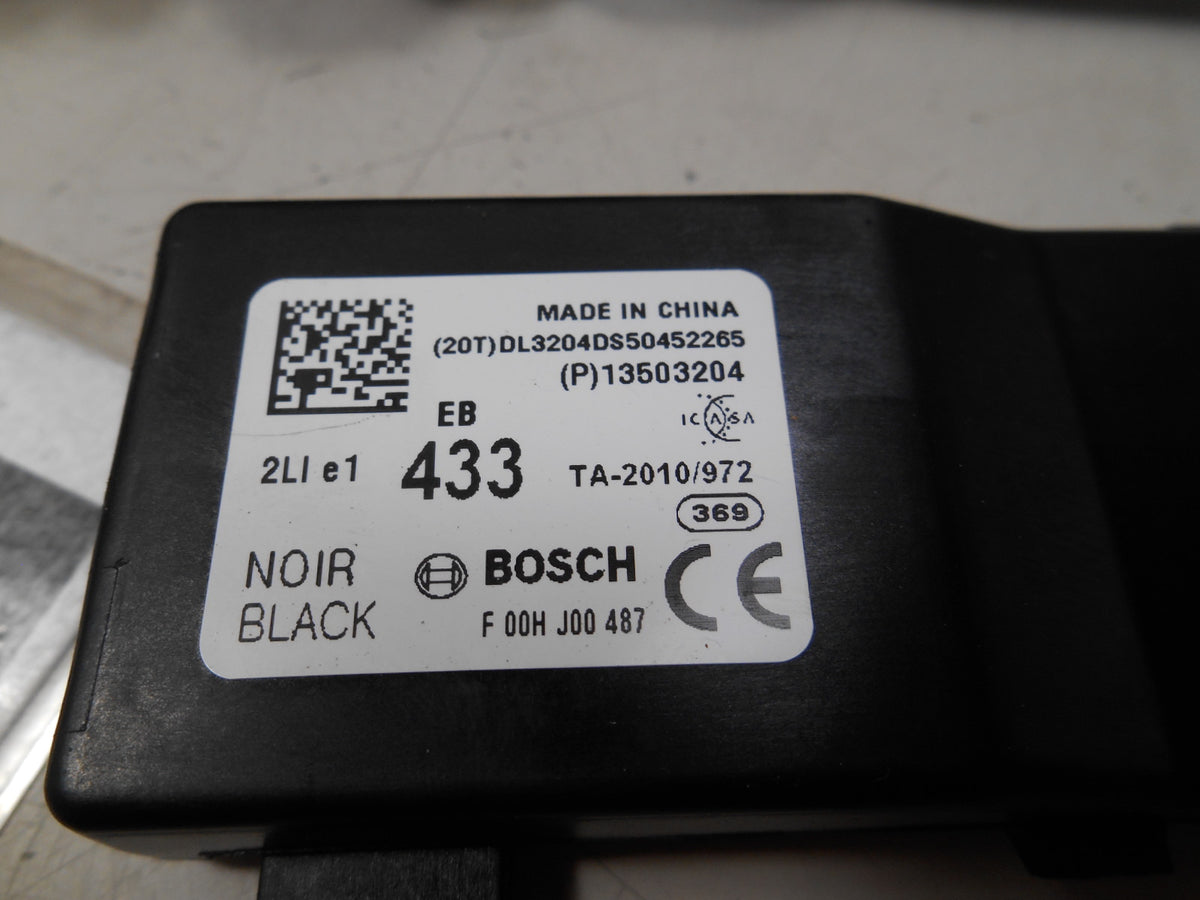 MADE IN CHINA
(20T)DL3204DS50452265
(P)13503204
EB
ICASA
2LI e1
433
TA-2010/972
369
NOIR
BLACK
BOSCH
F 00H J00 487
CE